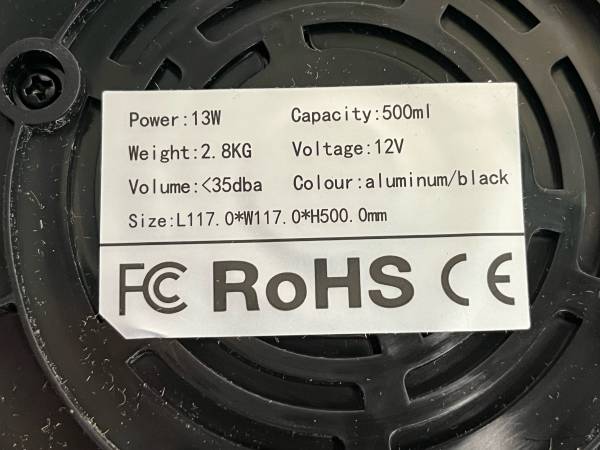 Power:13W Capacity:500ml
Weight:2.8KG Voltage:12V
Volume:<35dba Colour:aluminum/black
Size:L117.0*W117.0*H500.0mm
FC RoHS CE